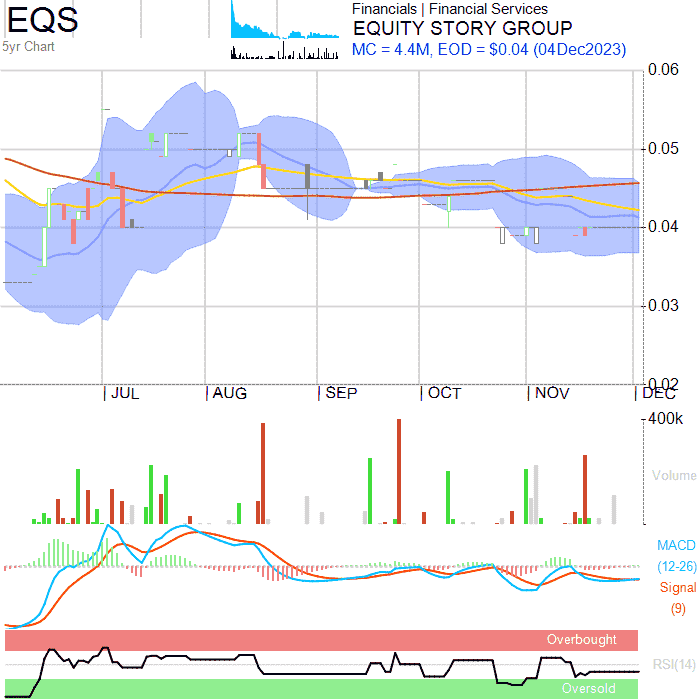 EQS
5yr Chart
Financials | Financial Services
EQUITY STORY GROUP
MC = 4.4M, EOD = $0.04 (04Dec2023)
0.06
0.05
0.04
0.03
0.02
JUL AUG SEP OCT NOV DEC
400k
Volume
MACD
(12-26)
Signal
(9)
Overbought
RSI(14)
Oversold